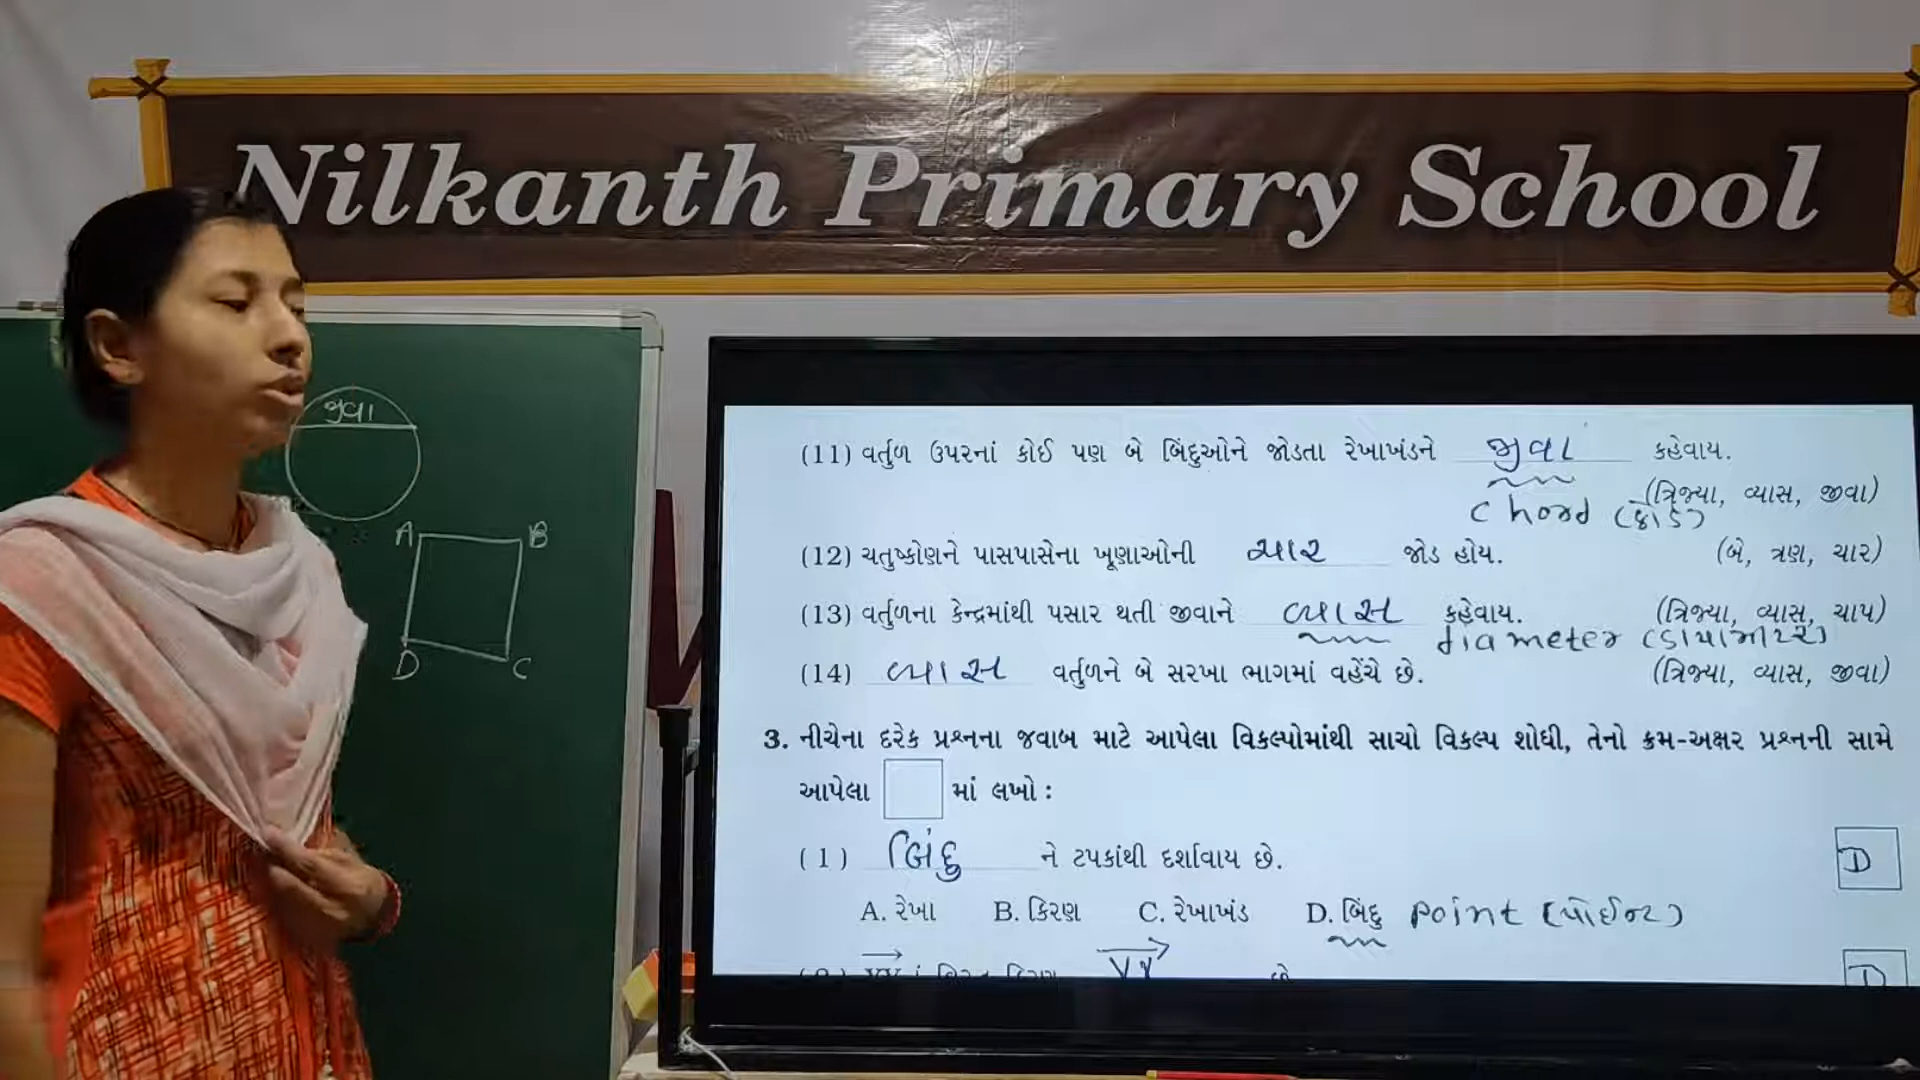 Nilkanth Primary School
જીવા
A B
D C
(11) વર્તુળ ઉપરનાં કોઈ પણ બે બિંદુઓને જોડતા રેખાખંડને જીવા કહેવાય.
(ત્રિજ્યા, વ્યાસ, જીવા)
chord (કોર્ડ)
(12) ચતુષ્કોણને પાસપાસેના ખૂણાઓની ચાર જોડ હોય. (બે, ત્રણ, ચાર)
(13) વર્તુળના કેન્દ્રમાંથી પસાર થતી જીવાને વ્યાસ કહેવાય. (ત્રિજ્યા, વ્યાસ, ચાપ)
diameter (ડાયામીટર)
(14) વ્યાસ વર્તુળને બે સરખા ભાગમાં વહેંચે છે. (ત્રિજ્યા, વ્યાસ, જીવા)
3. નીચેના દરેક પ્રશ્નના જવાબ માટે આપેલા વિકલ્પોમાંથી સાચો વિકલ્પ શોધી, તેનો ક્રમ-અક્ષર પ્રશ્નની સામે
આપેલા માં લખો :
(1) બિંદુ ને ટપકાંથી દર્શાવાય છે. D
A. રેખા B. કિરણ C. રેખાખંડ D. બિંદુ point (પોઈન્ટ)